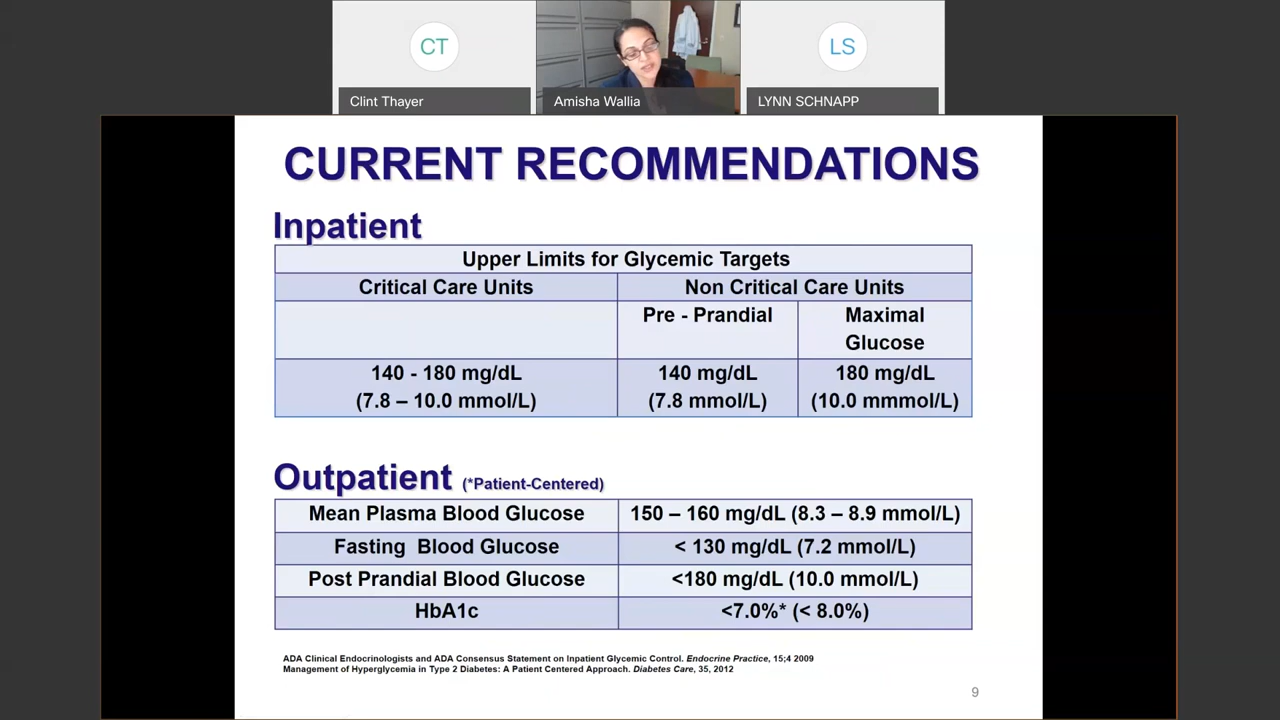 CT
LS
Clint Thayer
Amisha Wallia
LYNN SCHNAPP
CURRENT RECOMMENDATIONS
Inpatient
Upper Limits for Glycemic Targets
Critical Care Units
Non Critical Care Units
Pre - Prandial
Maximal
Glucose
140 - 180 mg/dL
(7.8 – 10.0 mmol/L)
140 mg/dL
(7.8 mmol/L)
180 mg/dL
(10.0 mmmol/L)
Outpatient (*Patient-Centered)
Mean Plasma Blood Glucose
150 – 160 mg/dL (8.3 – 8.9 mmol/L)
Fasting Blood Glucose
< 130 mg/dL (7.2 mmol/L)
Post Prandial Blood Glucose
<180 mg/dL (10.0 mmol/L)
HbA1c
<7.0%* (< 8.0%)
ADA Clinical Endocrinologists and ADA Consensus Statement on Inpatient Glycemic Control. Endocrine Practice, 15;4 2009
Management of Hyperglycemia in Type 2 Diabetes: A Patient Centered Approach. Diabetes Care, 35, 2012
9